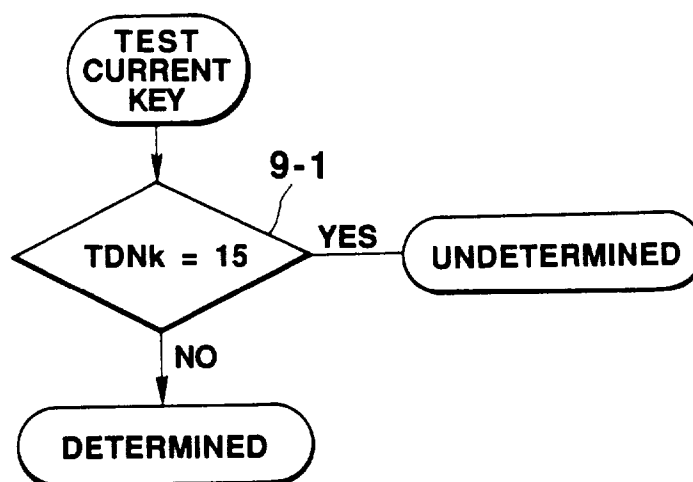 TEST
CURRENT
KEY
9-1
TDNk = 15
YES
UNDETERMINED
NO
DETERMINED